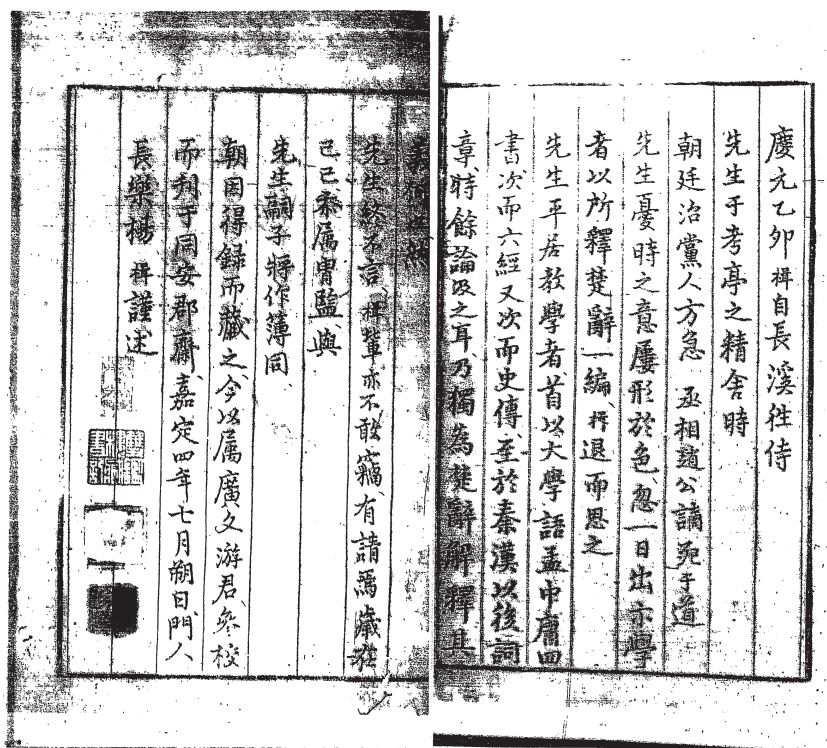 慶元乙卯楫自長溪往侍
先生于考亭之精舍時
朝廷治黨人方急丞相趙公謫死于道
先生憂時之意屢形於色忽一日出示學
者以所釋楚辭一編楫退而思之
先生平居教學者首以大學語孟中庸四
書次而六經又次而史傳至於秦漢以後詞
章特餘論及之耳乃獨為楚辭解釋其
義何也然
先生終不言楫輩亦不敢竊有請焉歲在
己巳忝屬胄監與
先生嗣子將作簿同
朝因得錄而藏之今以屬廣文游君參校
而刊于同安郡齋嘉定四年七月朔日門人
長樂楊楫謹述